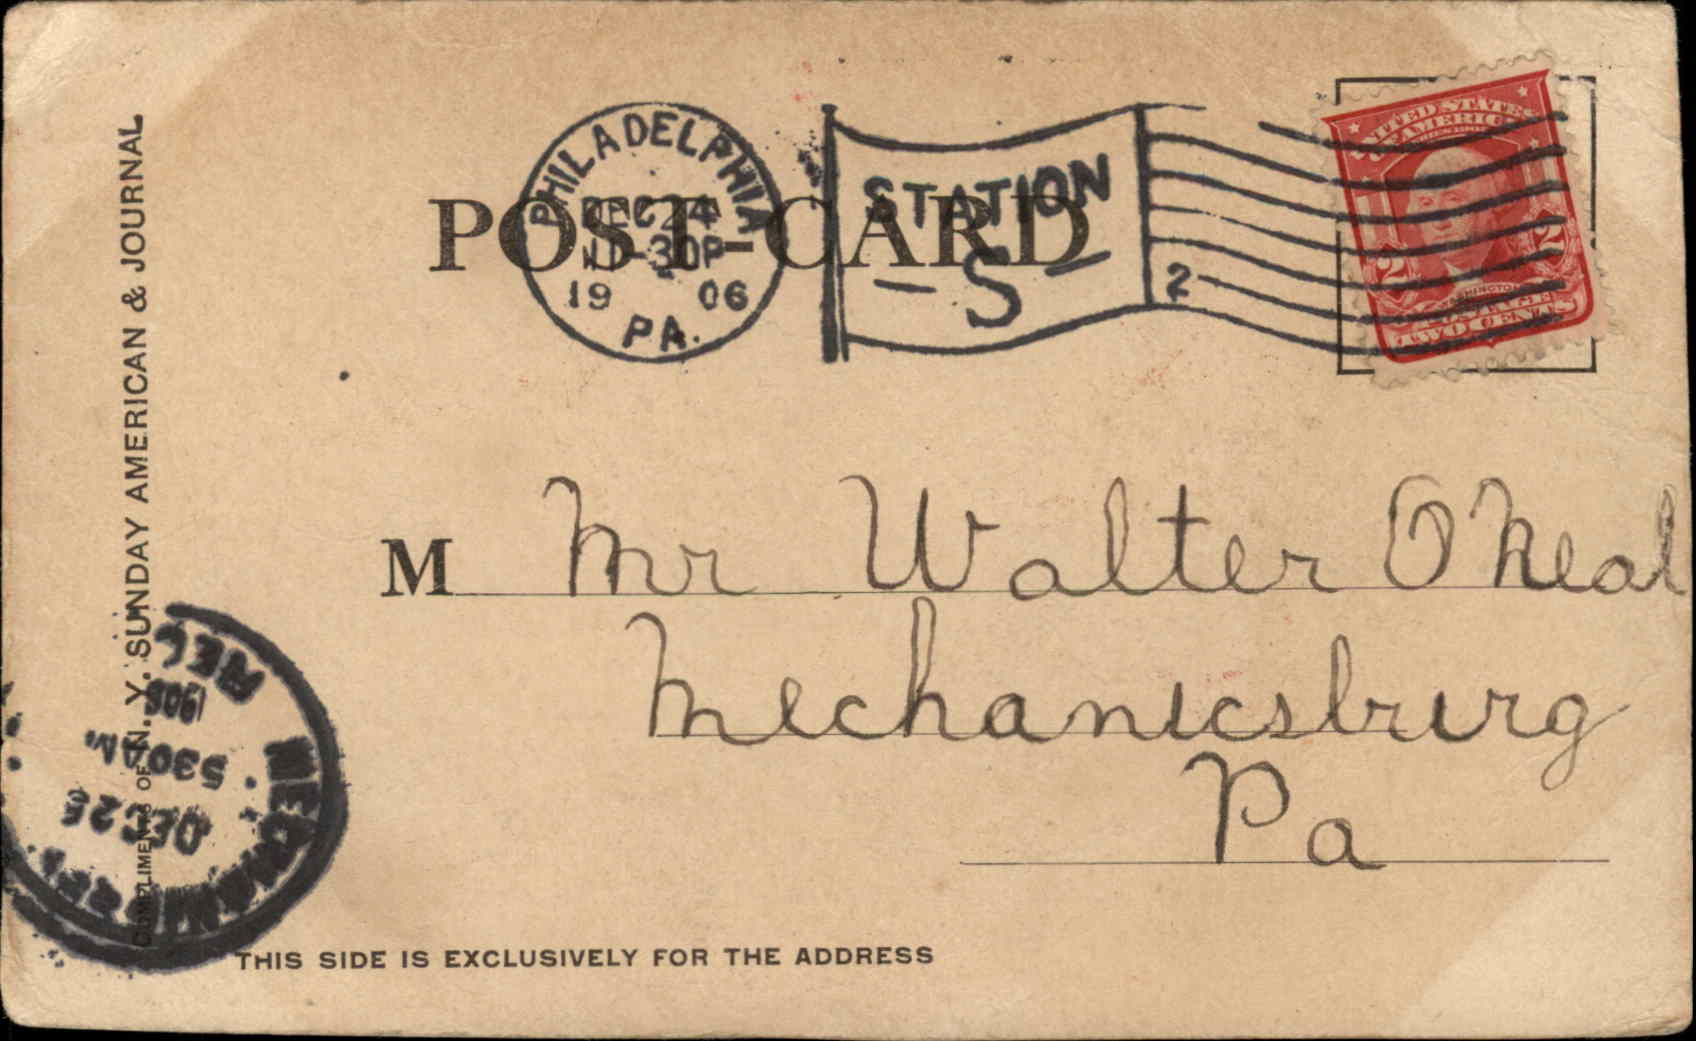 POST-CARD
PHILADELPHIA
DEC 24
11-30P
1906
PA.
STATION
- S -
2
UNITED STATES
OF AMERICA
WASHINGTON
2 2
TWO CENTS
M Mr Walter O'Neal
Mechanicsburg
Pa
THIS SIDE IS EXCLUSIVELY FOR THE ADDRESS
COMPLIMENTS OF N. Y. SUNDAY AMERICAN & JOURNAL
DEC 25
530AM
1906
REC'